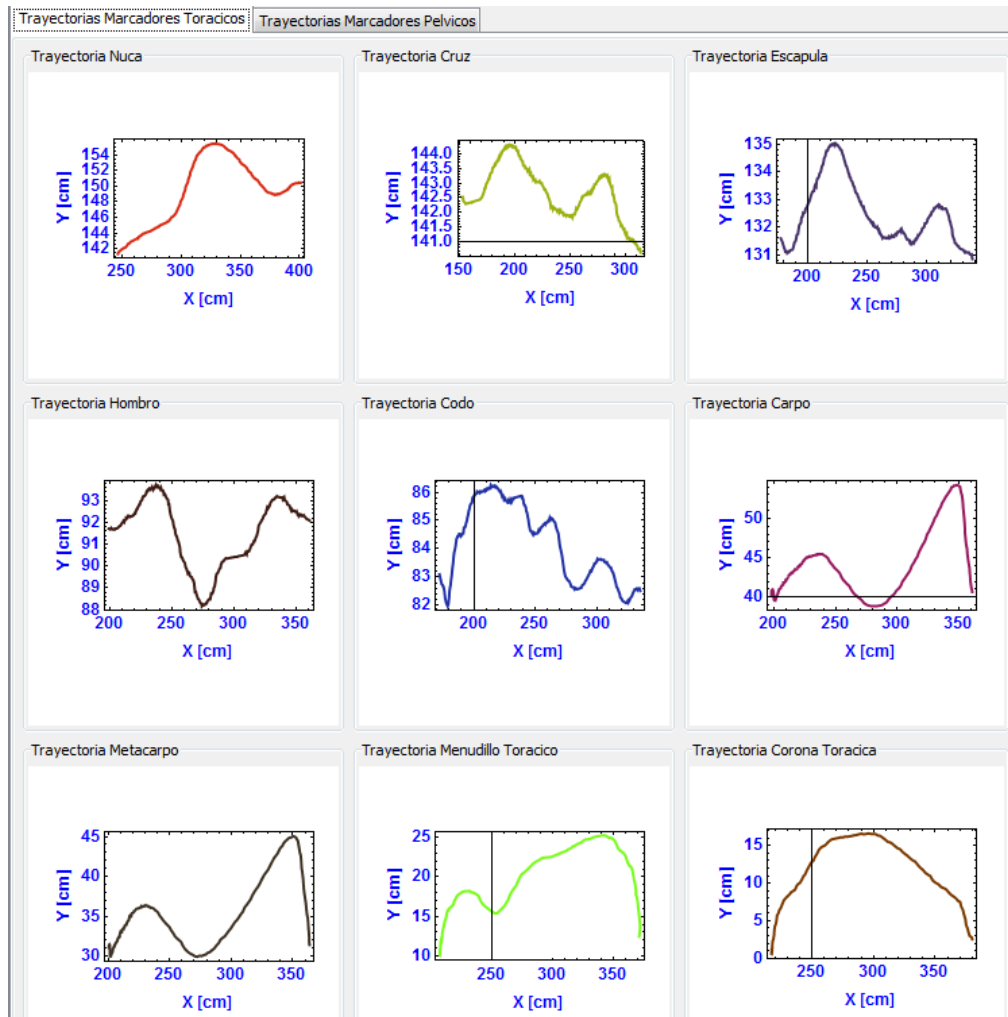 Trayectorias Marcadores Toracicos Trayectorias Marcadores Pelvicos
Trayectoria Nuca
154
152
150
148
146
144
142
Y [cm]
250 300 350 400
X [cm]
Trayectoria Cruz
144.0
143.5
143.0
142.5
142.0
141.5
141.0
Y [cm]
150 200 250 300
X [cm]
Trayectoria Escapula
135
134
133
132
131
Y [cm]
200 250 300
X [cm]
Trayectoria Hombro
93
92
91
90
89
88
Y [cm]
200 250 300 350
X [cm]
Trayectoria Codo
86
85
84
83
82
Y [cm]
200 250 300
X [cm]
Trayectoria Carpo
50
45
40
Y [cm]
200 250 300 350
X [cm]
Trayectoria Metacarpo
45
40
35
30
Y [cm]
200 250 300 350
X [cm]
Trayectoria Menudillo Toracico
25
20
15
10
Y [cm]
250 300 350
X [cm]
Trayectoria Corona Toracica
15
10
5
0
Y [cm]
250 300 350
X [cm]